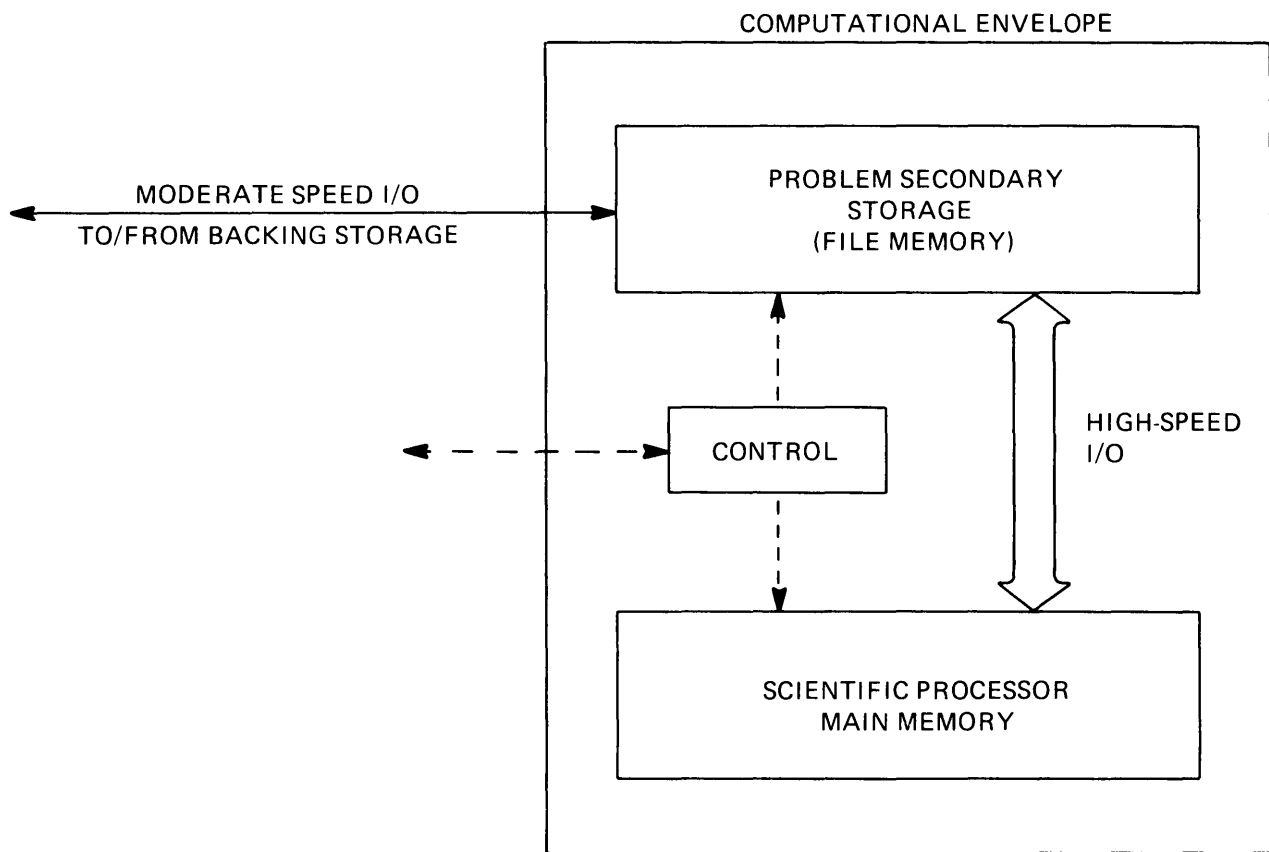 COMPUTATIONAL ENVELOPE
PROBLEM SECONDARY
STORAGE
(FILE MEMORY)
MODERATE SPEED I/O
TO/FROM BACKING STORAGE
CONTROL
HIGH-SPEED
I/O
SCIENTIFIC PROCESSOR
MAIN MEMORY